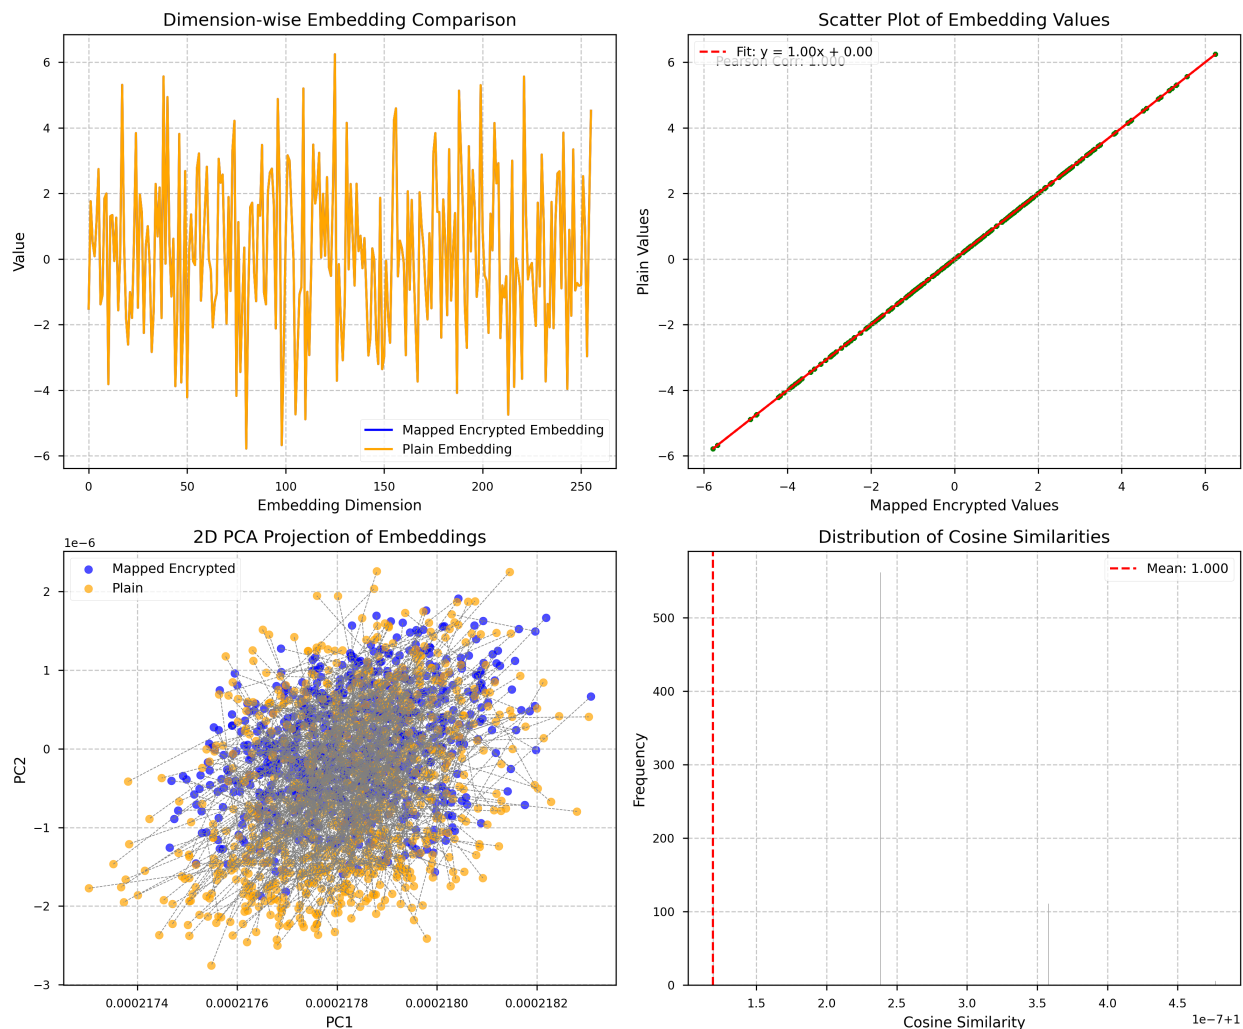 Dimension-wise Embedding Comparison
6
4
2
0
−2
−4
−6
Value
0 50 100 150 200 250
Embedding Dimension
Mapped Encrypted Embedding
Plain Embedding
Scatter Plot of Embedding Values
Fit: y = 1.00x + 0.00
Pearson Corr: 1.000
6
4
2
0
−2
−4
−6
Plain Values
−6 −4 −2 0 2 4 6
Mapped Encrypted Values
2D PCA Projection of Embeddings
1e−6
Mapped Encrypted
Plain
2
1
0
−1
−2
−3
PC2
0.0002174 0.0002176 0.0002178 0.0002180 0.0002182
PC1
Distribution of Cosine Similarities
Mean: 1.000
500
400
300
200
100
0
Frequency
1.5 2.0 2.5 3.0 3.5 4.0 4.5
1e−7+1
Cosine Similarity